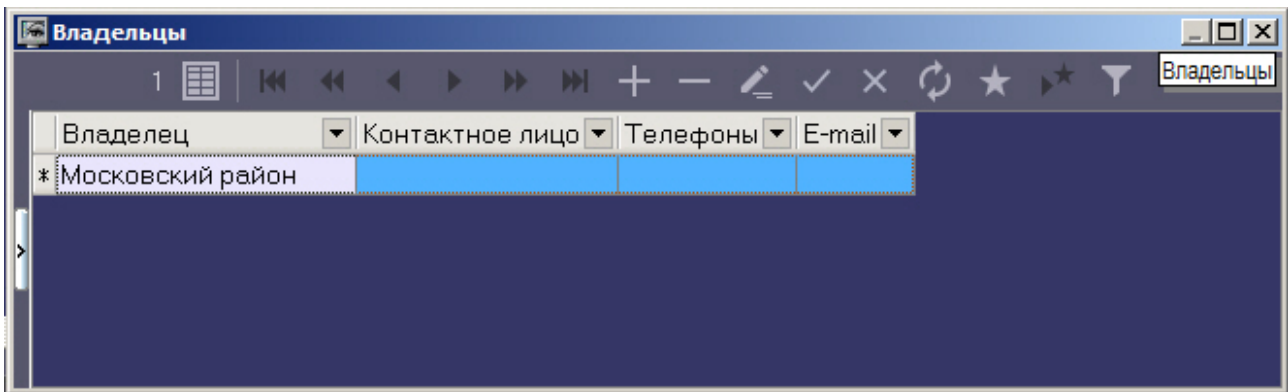 Владельцы
1
Владельцы
Владелец Контактное лицо Телефоны E-mail
* Московский район